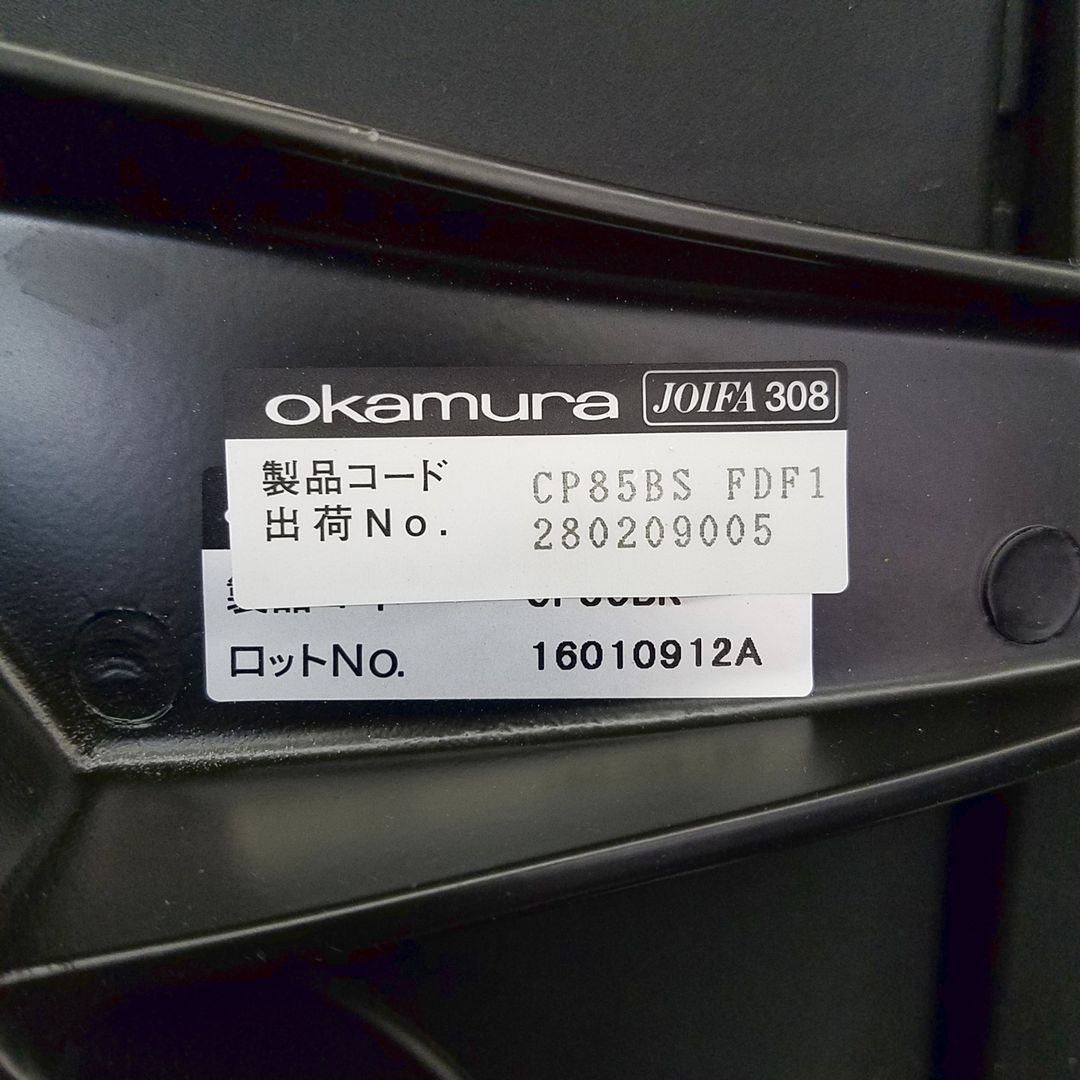 okamura JOIFA 308
製品コード CP85BS FDF1
出荷No. 280209005
ロットNo. 16010912A